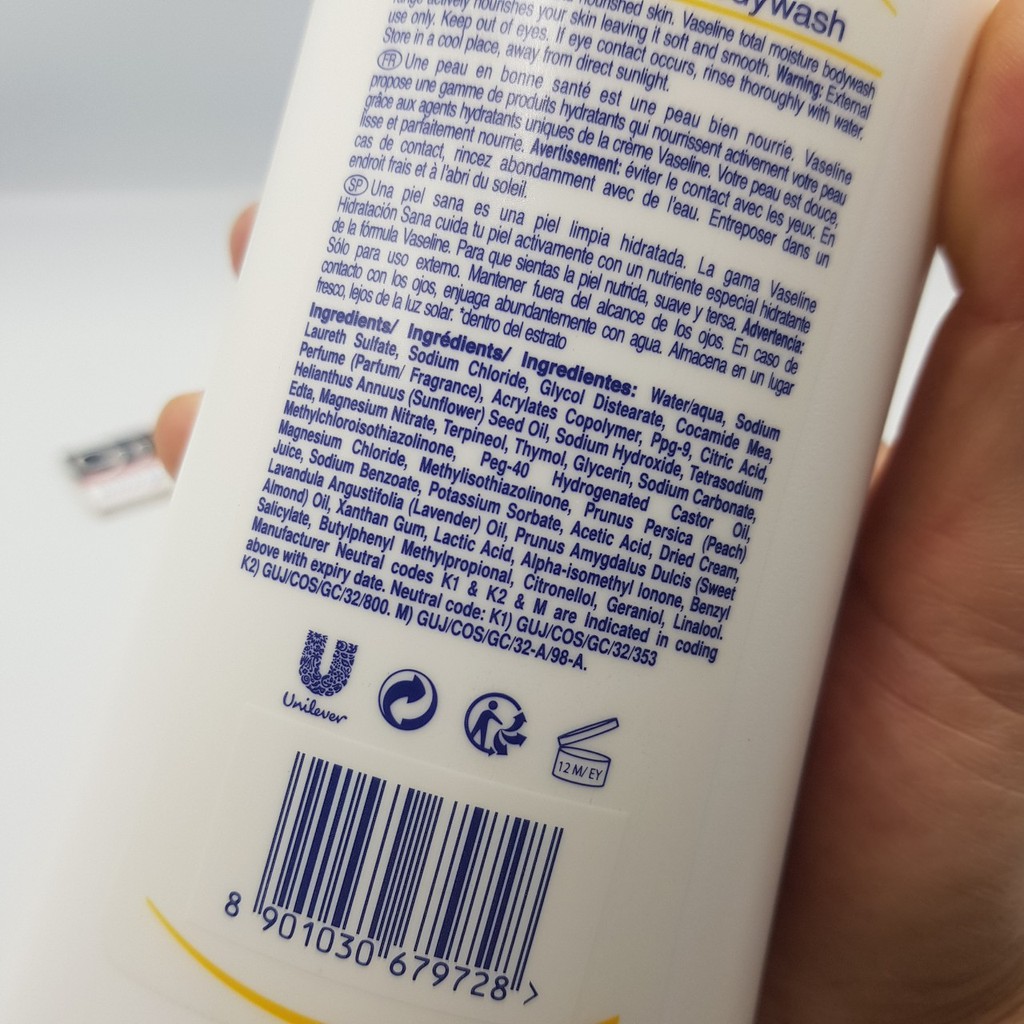 bodywash
nourished skin. Vaseline total moisture bodywash
actively nourishes your skin leaving it soft and smooth. Warning: External
use only. Keep out of eyes. If eye contact occurs, rinse thoroughly with water.
Store in a cool place, away from direct sunlight.
FR Une peau en bonne santé est une peau bien nourrie. Vaseline
propose une gamme de produits hydratants qui nourrissent activement votre peau
grâce aux agents hydratants uniques de la crème Vaseline. Votre peau est douce,
lisse et parfaitement nourrie. Avertissement: éviter le contact avec les yeux. En
cas de contact, rincez abondamment avec de l'eau. Entreposer dans un
endroit frais et à l'abri du soleil.
SP Una piel sana es una piel limpia hidratada. La gama Vaseline
Hidratación Sana cuida tu piel activamente con un nutriente especial hidratante
de la fórmula Vaseline. Para que sientas la piel nutrida, suave y tersa. Advertencia:
Sólo para uso externo. Mantener fuera del alcance de los ojos. En caso de
contacto con los ojos, enjuaga abundantemente con agua. Almacena en un lugar
fresco, lejos de la luz solar. *dentro del estrato
Ingredients/ Ingrédients/ Ingredientes: Water/aqua, Sodium
Laureth Sulfate, Sodium Chloride, Glycol Distearate, Cocamide Mea,
Perfume (Parfum/ Fragrance), Acrylates Copolymer, Ppg-9, Citric Acid,
Helianthus Annuus (Sunflower) Seed Oil, Sodium Hydroxide, Tetrasodium
Edta, Magnesium Nitrate, Terpineol, Thymol, Glycerin, Sodium Carbonate,
Methylchloroisothiazolinone, Peg-40 Hydrogenated Castor Oil,
Magnesium Chloride, Methylisothiazolinone, Prunus Persica (Peach)
Juice, Sodium Benzoate, Potassium Sorbate, Acetic Acid, Dried Cream,
Lavandula Angustifolia (Lavender) Oil, Prunus Amygdalus Dulcis (Sweet
Almond) Oil, Xanthan Gum, Lactic Acid, Alpha-isomethyl Ionone, Benzyl
Salicylate, Butylphenyl Methylpropional, Citronellol, Geraniol, Linalool.
Manufacturer Neutral codes K1 & K2 & M are Indicated in coding
above with expiry date. Neutral code: K1) GUJ/COS/GC/32/353
K2) GUJ/COS/GC/32/800. M) GUJ/COS/GC/32-A/98-A.
Unilever
12 M/ EY
8 901030 679728 >